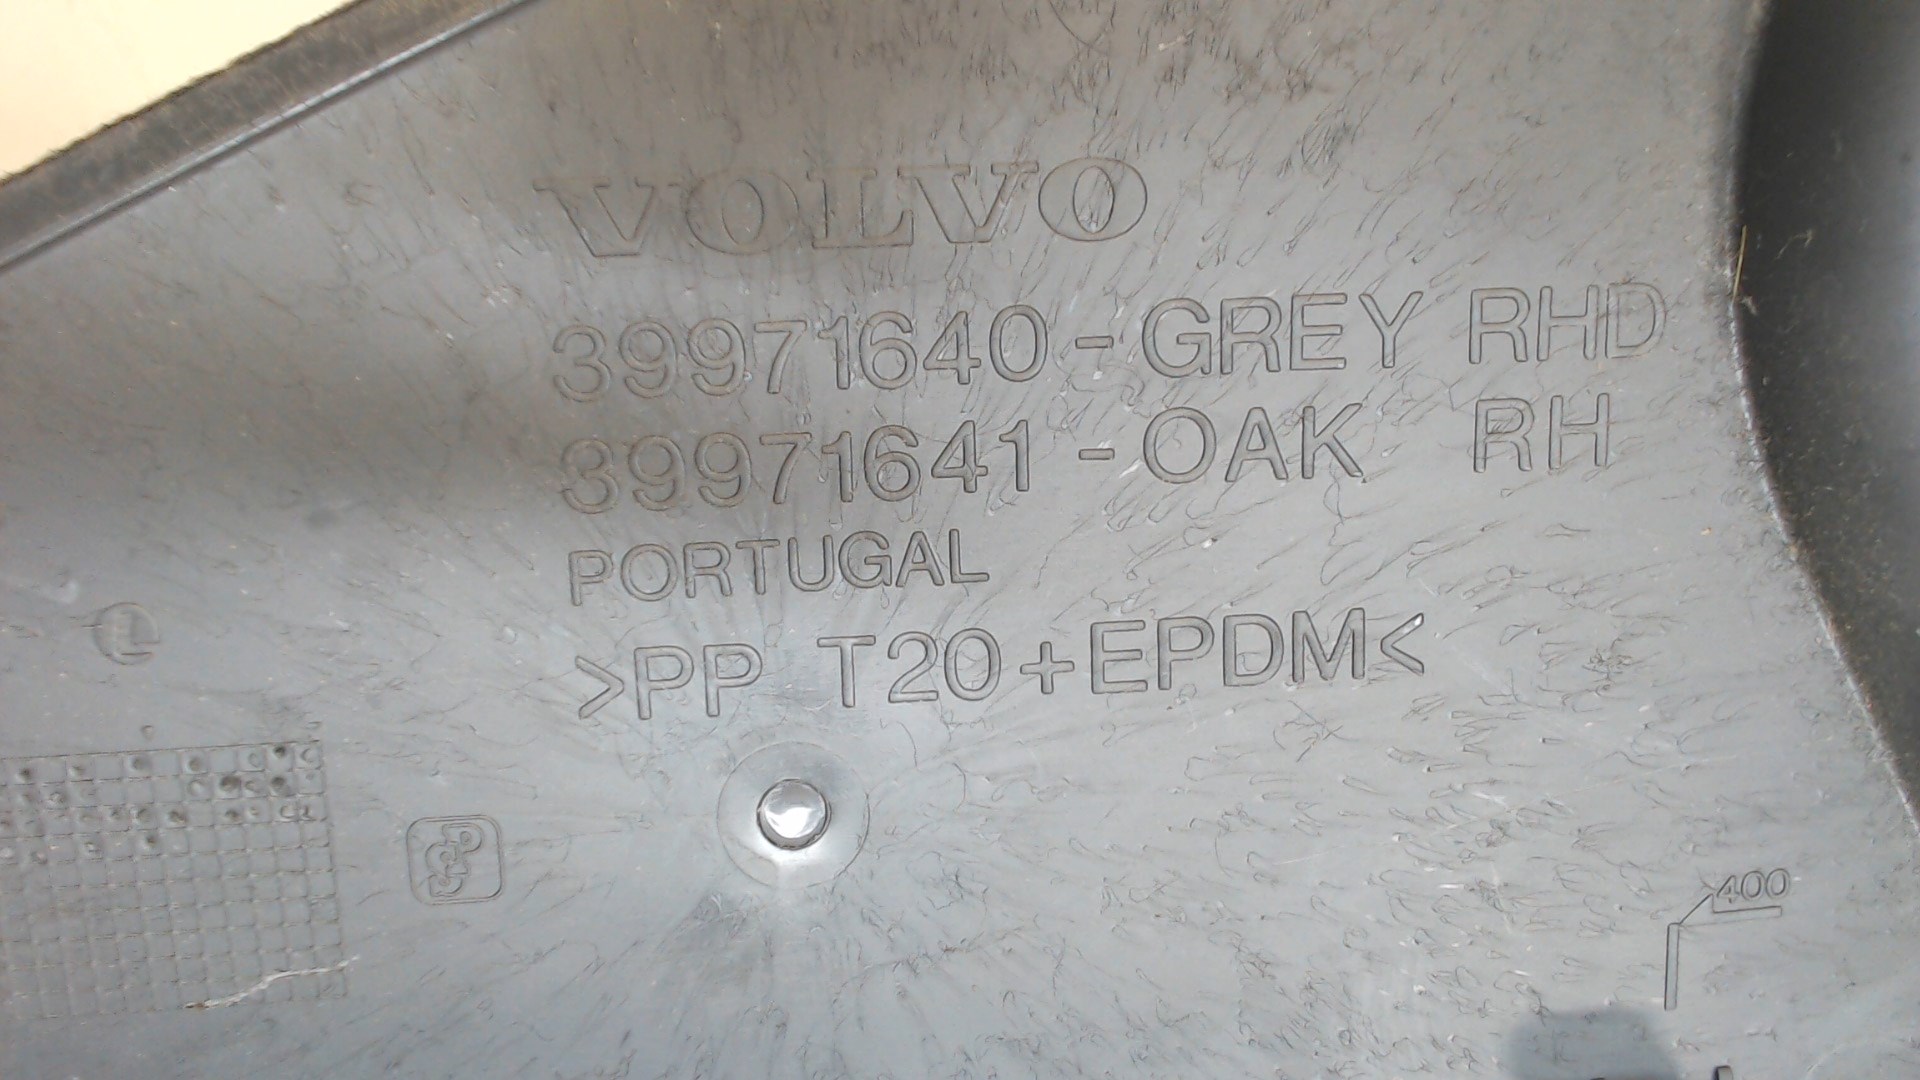 VOLVO
39971640-GREY RHD
39971641-OAK RH
PORTUGAL
>PP T20+EPDM<
L
400